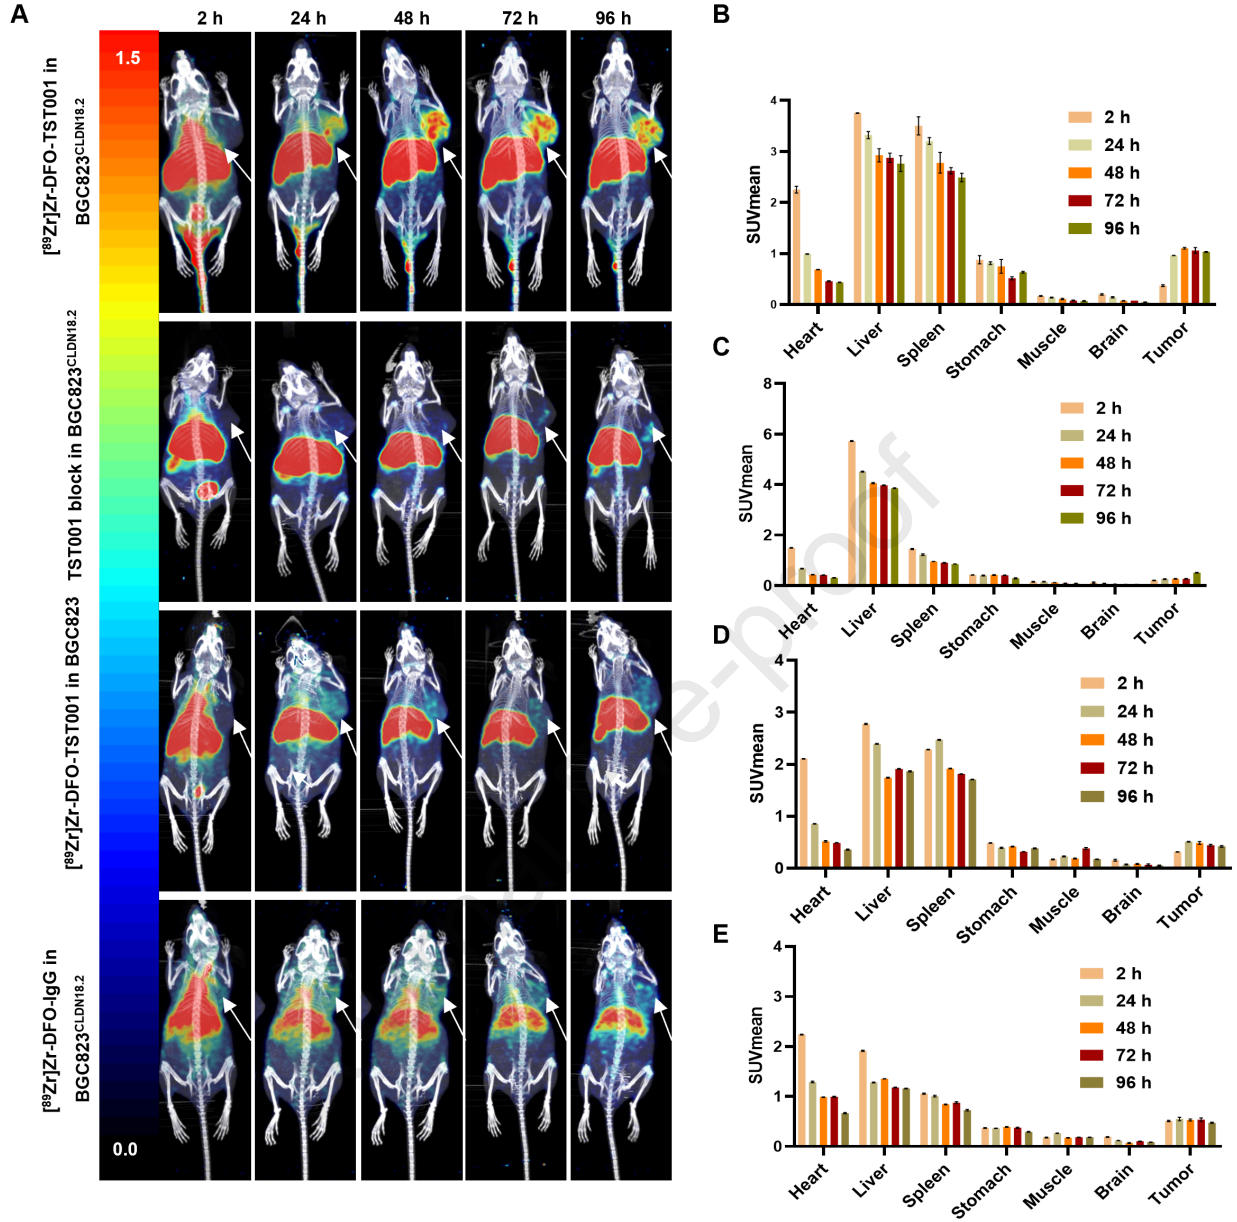 A
2 h
24 h
48 h
72 h
96 h
1.5
0.0
[89Zr]Zr-DFO-TST001 in
BGC823CLDN18.2
TST001 block in BGC823CLDN18.2
[89Zr]Zr-DFO-TST001 in BGC823
[89Zr]Zr-DFO-IgG in
BGC823CLDN18.2
B
SUVmean
4
3
2
1
0
2 h
24 h
48 h
72 h
96 h
Heart
Liver
Spleen
Stomach
Muscle
Brain
Tumor
C
SUVmean
8
6
4
2
0
2 h
24 h
48 h
72 h
96 h
Heart
Liver
Spleen
Stomach
Muscle
Brain
Tumor
D
SUVmean
4
3
2
1
0
2 h
24 h
48 h
72 h
96 h
Heart
Liver
Spleen
Stomach
Muscle
Brain
Tumor
E
SUVmean
4
3
2
1
0
2 h
24 h
48 h
72 h
96 h
Heart
Liver
Spleen
Stomach
Muscle
Brain
Tumor
e-proof